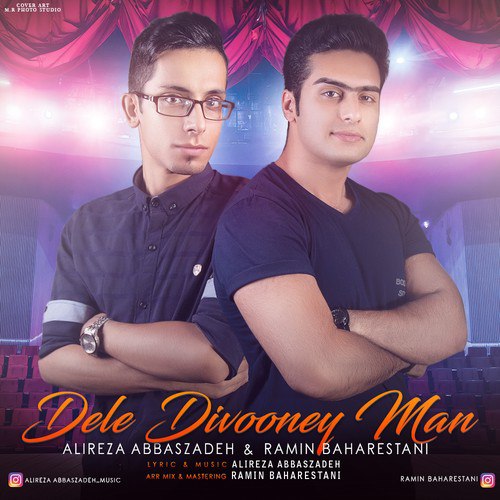 COVER ART
M.R PHOTO STUDIO
Dele Divooney Man
ALIREZA ABBASZADEH & RAMIN BAHARESTANI
LYRIC & MUSIC ALIREZA ABBASZADEH
ARR MIX & MASTERING RAMIN BAHARESTANI
ALIREZA ABBASZADEH_MUSIC
RAMIN BAHARESTANI